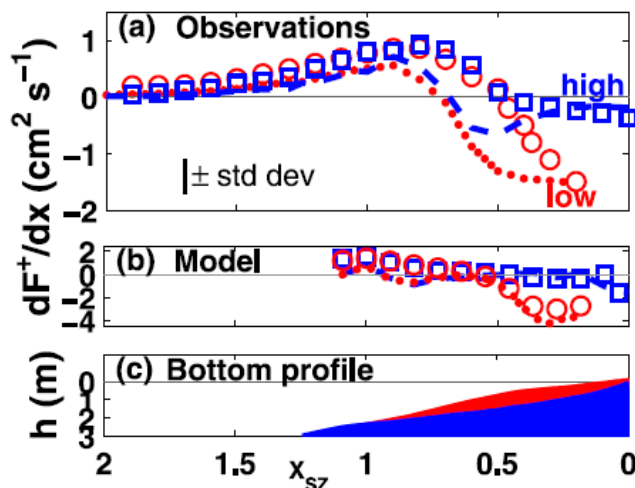 (a) Observations
1
0
-1
-2
high
low
± std dev
dF⁺/dx (cm² s⁻¹)
(b) Model
2
0
-2
-4
(c) Bottom profile
h (m)
0
1
2
3
2 1.5 x_sz 1 0.5 0